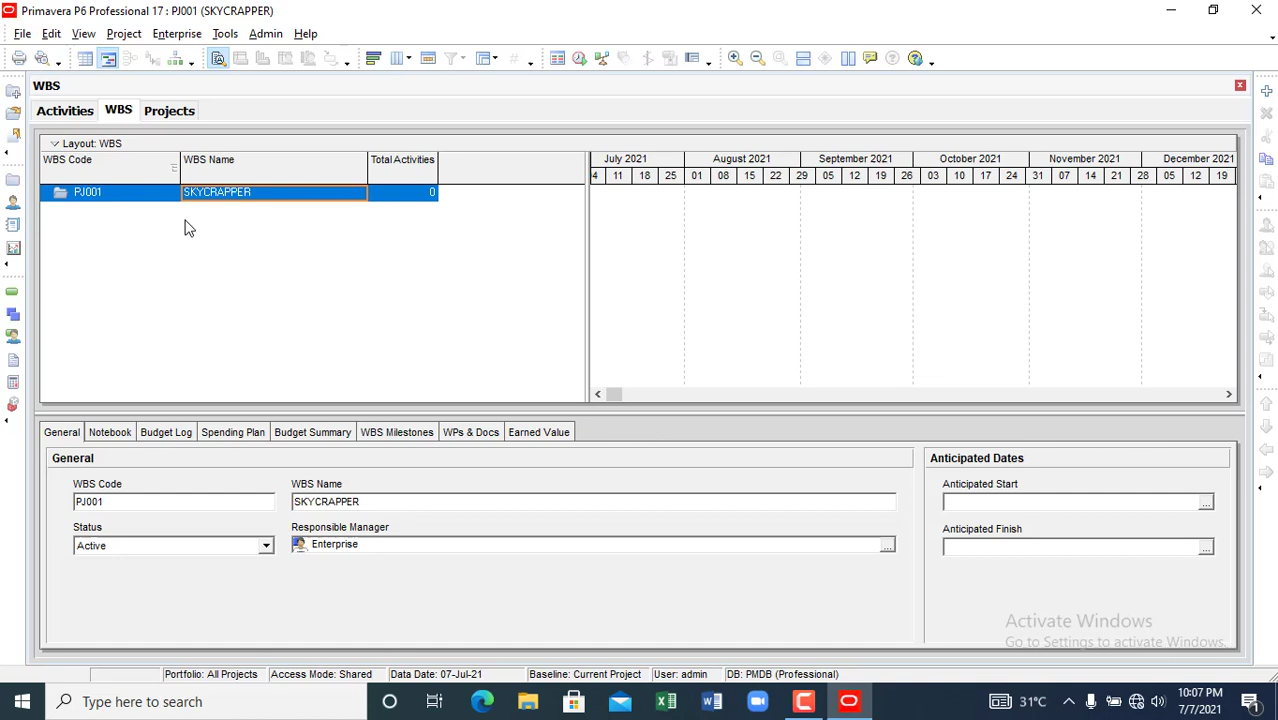 Primavera P6 Professional 17 : PJ001 (SKYCRAPPER)
File Edit View Project Enterprise Tools Admin Help
WBS
Activities WBS Projects
Layout: WBS
WBS Code WBS Name Total Activities
July 2021 August 2021 September 2021 October 2021 November 2021 December 2021
4 11 18 25 01 08 15 22 29 05 12 19 26 03 10 17 24 31 07 14 21 28 05 12 19
PJ001 SKYCRAPPER 0
General Notebook Budget Log Spending Plan Budget Summary WBS Milestones WPs & Docs Earned Value
General Anticipated Dates
WBS Code WBS Name Anticipated Start
PJ001 SKYCRAPPER
Status Responsible Manager Anticipated Finish
Active Enterprise
Activate Windows
Go to Settings to activate Windows.
Portfolio: All Projects Access Mode: Shared Data Date: 07-Jul-21 Baseline: Current Project User: admin DB: PMDB (Professional)
Type here to search 31°C 10:07 PM
7/7/2021 1